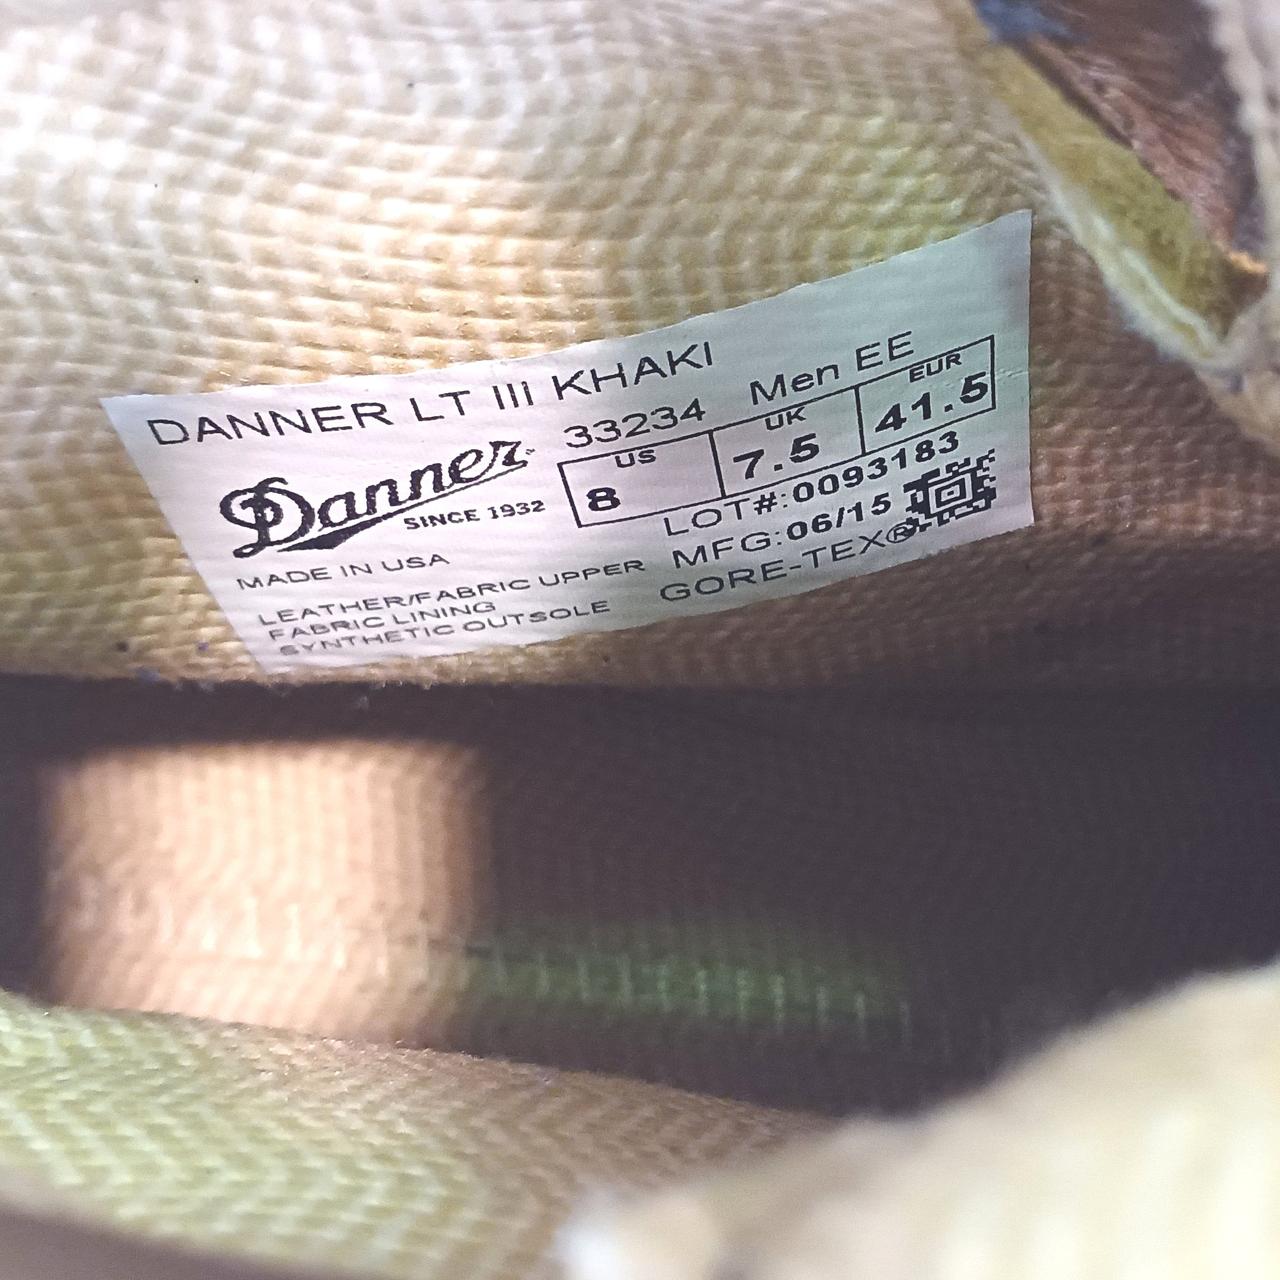 DANNER LT III KHAKI
Danner
SINCE 1932
33234 Men EE
US UK EUR
8 7.5 41.5
LOT#:0093183
MFG:06/15
GORE-TEX®
MADE IN USA
LEATHER/FABRIC UPPER
FABRIC LINING
SYNTHETIC OUTSOLE